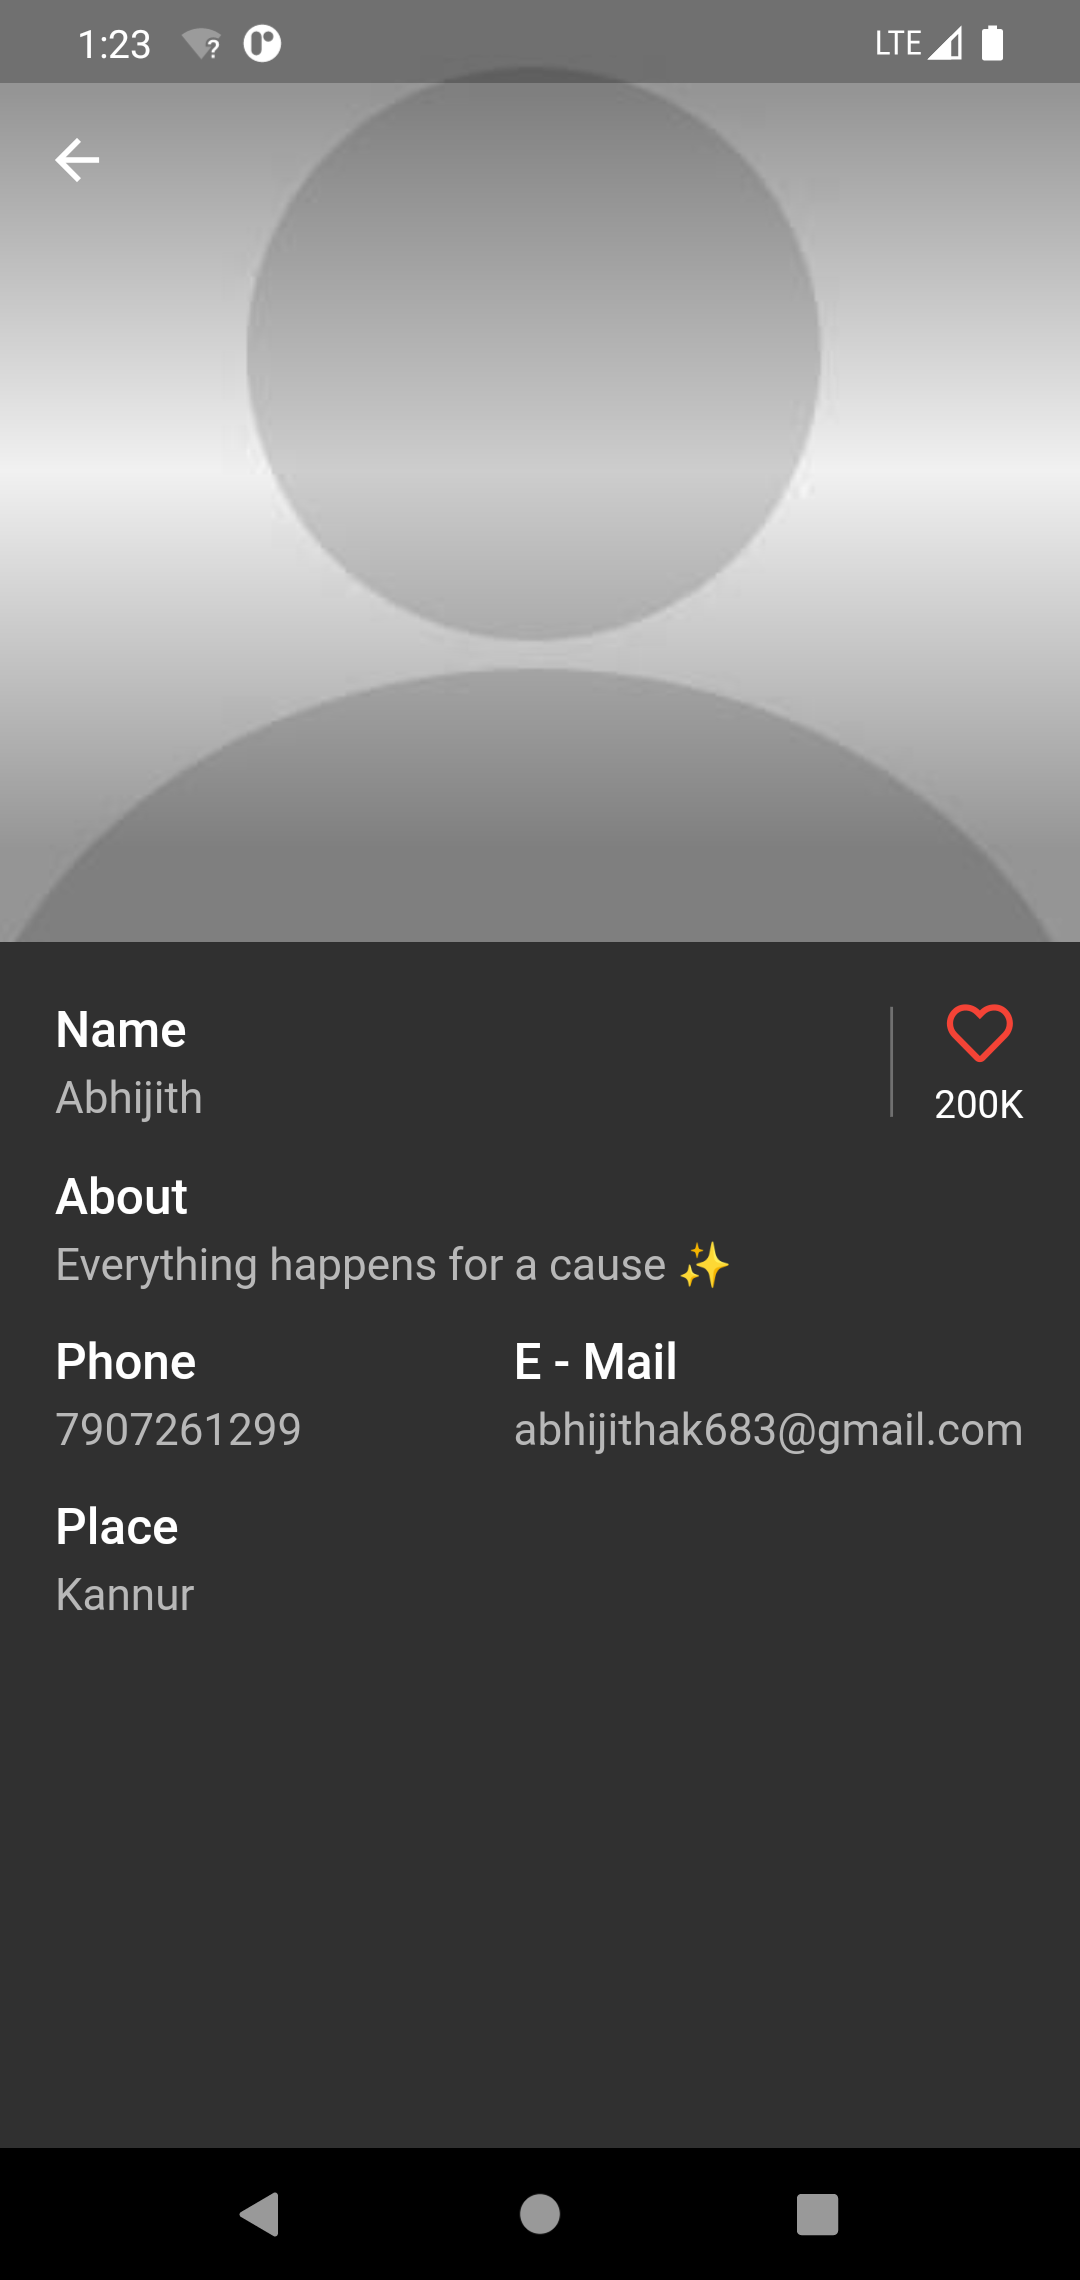 1:23 LTE
Name
Abhijith
200K
About
Everything happens for a cause ✨
Phone E - Mail
7907261299 abhijithak683@gmail.com
Place
Kannur